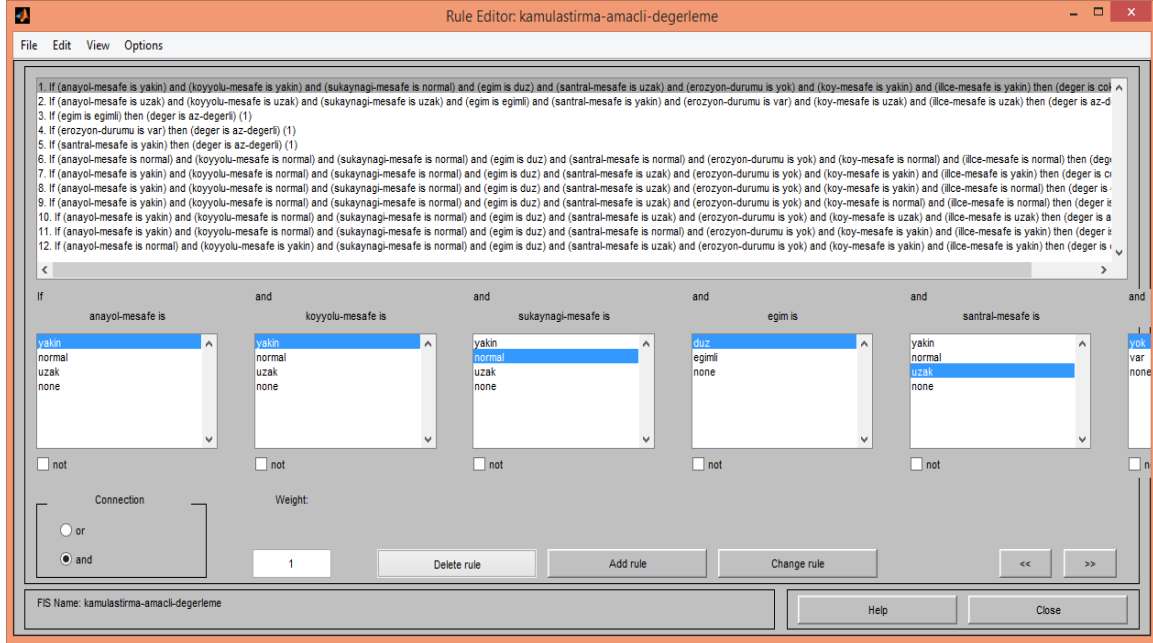 Rule Editor: kamulastirma-amacli-degerleme
File Edit View Options
1. If (anayol-mesafe is yakin) and (koyyolu-mesafe is yakin) and (sukaynagi-mesafe is normal) and (egim is duz) and (santral-mesafe is uzak) and (erozyon-durumu is yok) and (koy-mesafe is yakin) and (illce-mesafe is yakin) then (deger is cok
2. If (anayol-mesafe is uzak) and (koyyolu-mesafe is uzak) and (sukaynagi-mesafe is uzak) and (egim is egimli) and (santral-mesafe is yakin) and (erozyon-durumu is var) and (koy-mesafe is uzak) and (illce-mesafe is uzak) then (deger is az-d
3. If (egim is egimli) then (deger is az-degerli) (1)
4. If (erozyon-durumu is var) then (deger is az-degerli) (1)
5. If (santral-mesafe is yakin) then (deger is az-degerli) (1)
6. If (anayol-mesafe is normal) and (koyyolu-mesafe is normal) and (sukaynagi-mesafe is normal) and (egim is duz) and (santral-mesafe is normal) and (erozyon-durumu is yok) and (koy-mesafe is normal) and (illce-mesafe is normal) then (deg
7. If (anayol-mesafe is yakin) and (koyyolu-mesafe is normal) and (sukaynagi-mesafe is normal) and (egim is duz) and (santral-mesafe is uzak) and (erozyon-durumu is yok) and (koy-mesafe is yakin) and (illce-mesafe is yakin) then (deger is c
8. If (anayol-mesafe is yakin) and (koyyolu-mesafe is normal) and (sukaynagi-mesafe is normal) and (egim is duz) and (santral-mesafe is uzak) and (erozyon-durumu is yok) and (koy-mesafe is yakin) and (illce-mesafe is normal) then (deger is
9. If (anayol-mesafe is yakin) and (koyyolu-mesafe is normal) and (sukaynagi-mesafe is normal) and (egim is duz) and (santral-mesafe is uzak) and (erozyon-durumu is yok) and (koy-mesafe is normal) and (illce-mesafe is normal) then (deger is
10. If (anayol-mesafe is yakin) and (koyyolu-mesafe is normal) and (sukaynagi-mesafe is normal) and (egim is duz) and (santral-mesafe is uzak) and (erozyon-durumu is yok) and (koy-mesafe is uzak) and (illce-mesafe is uzak) then (deger is a
11. If (anayol-mesafe is yakin) and (koyyolu-mesafe is normal) and (sukaynagi-mesafe is normal) and (egim is duz) and (santral-mesafe is uzak) and (erozyon-durumu is yok) and (koy-mesafe is yakin) and (illce-mesafe is yakin) then (deger is
12. If (anayol-mesafe is normal) and (koyyolu-mesafe is yakin) and (sukaynagi-mesafe is normal) and (egim is duz) and (santral-mesafe is uzak) and (erozyon-durumu is yok) and (koy-mesafe is yakin) and (illce-mesafe is yakin) then (deger is
If and and and and and
anayol-mesafe is koyyolu-mesafe is sukaynagi-mesafe is egim is santral-mesafe is
yakin yakin yakin duz yakin yok
normal normal normal egimli normal var
uzak uzak uzak none uzak none
none none none none
not not not not not n
Connection Weight:
or
and 1 Delete rule Add rule Change rule << >>
FIS Name: kamulastirma-amacli-degerleme Help Close